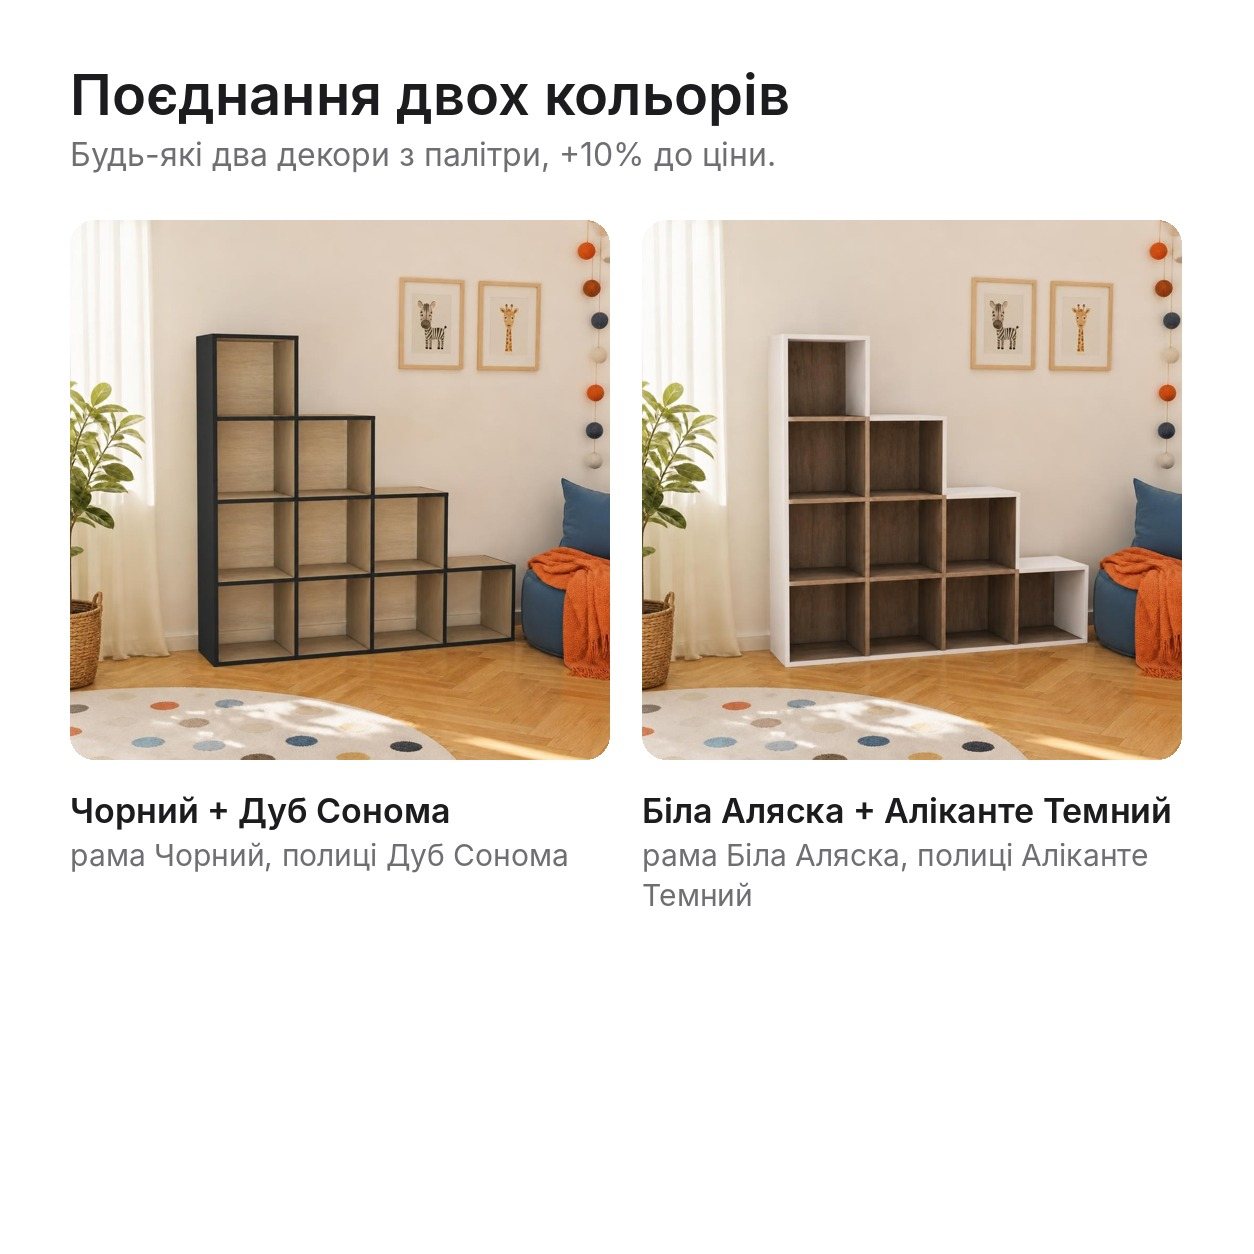 Поєднання двох кольорів
Будь-які два декори з палітри, +10% до ціни.
Чорний + Дуб Сонома
рама Чорний, полиці Дуб Сонома
Біла Аляска + Аліканте Темний
рама Біла Аляска, полиці Аліканте
Темний